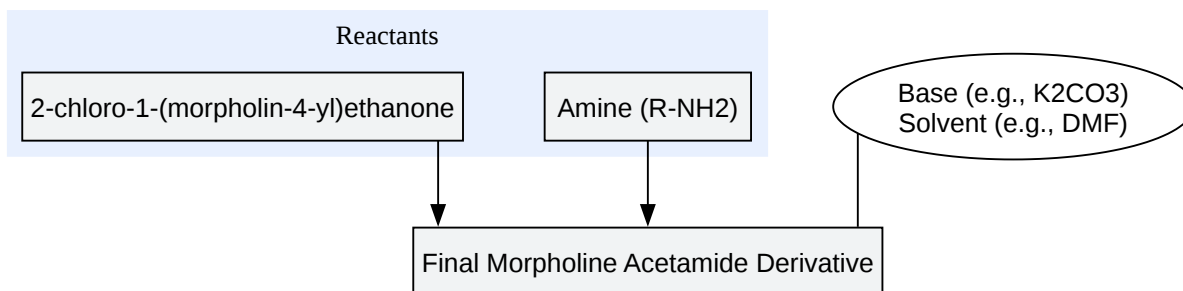 Reactants
2-chloro-1-(morpholin-4-yl)ethanone
Amine (R-NH2)
Base (e.g., K2CO3)
Solvent (e.g., DMF)
Final Morpholine Acetamide Derivative